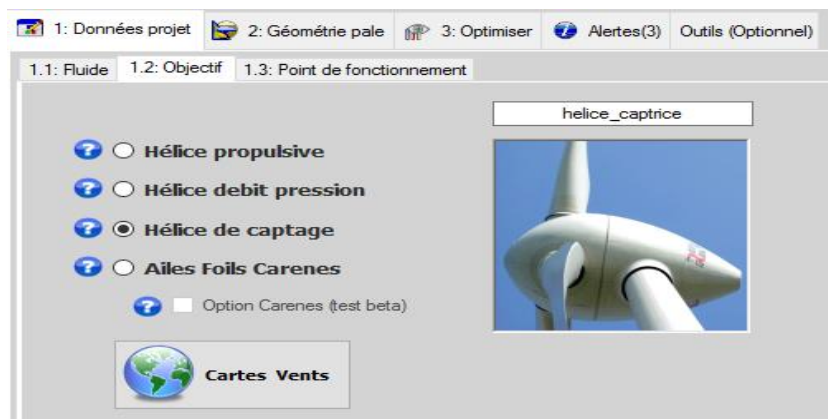 1: Données projet 2: Géométrie pale 3: Optimiser Alertes(3) Outils (Optionnel)
1.1: Fluide 1.2: Objectif 1.3: Point de fonctionnement
helice_captrice
Hélice propulsive
Hélice debit pression
Hélice de captage
Ailes Foils Carenes
Option Carenes (test beta)
Cartes Vents